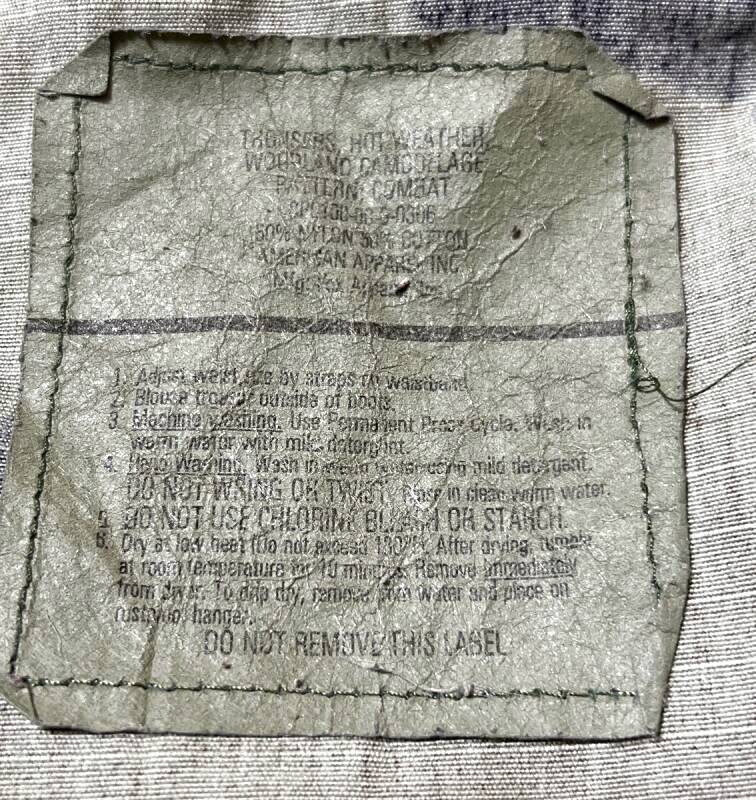 TROUSERS, HOT WEATHER
WOODLAND CAMOUFLAGE
PATTERN, COMBAT
50% NYLON 50% COTTON
AMERICAN APPAREL INC
1. Adjust waist size by straps on waistband.
2. Blouse trouser outside of boots.
3. Machine washing. Use Permanent Press Cycle. Wash in
warm water with mild detergent.
4. Hand Washing. Wash in warm water using mild detergent.
DO NOT WRING OR TWIST. Rinse in clean warm water.
5. DO NOT USE CHLORINE BLEACH OR STARCH.
6. Dry at low heat (Do not exceed 130°F). After drying, tumble
at room temperature for 10 minutes. Remove immediately
from dryer. To drip dry, remove from water and place on
rustproof hanger.
DO NOT REMOVE THIS LABEL